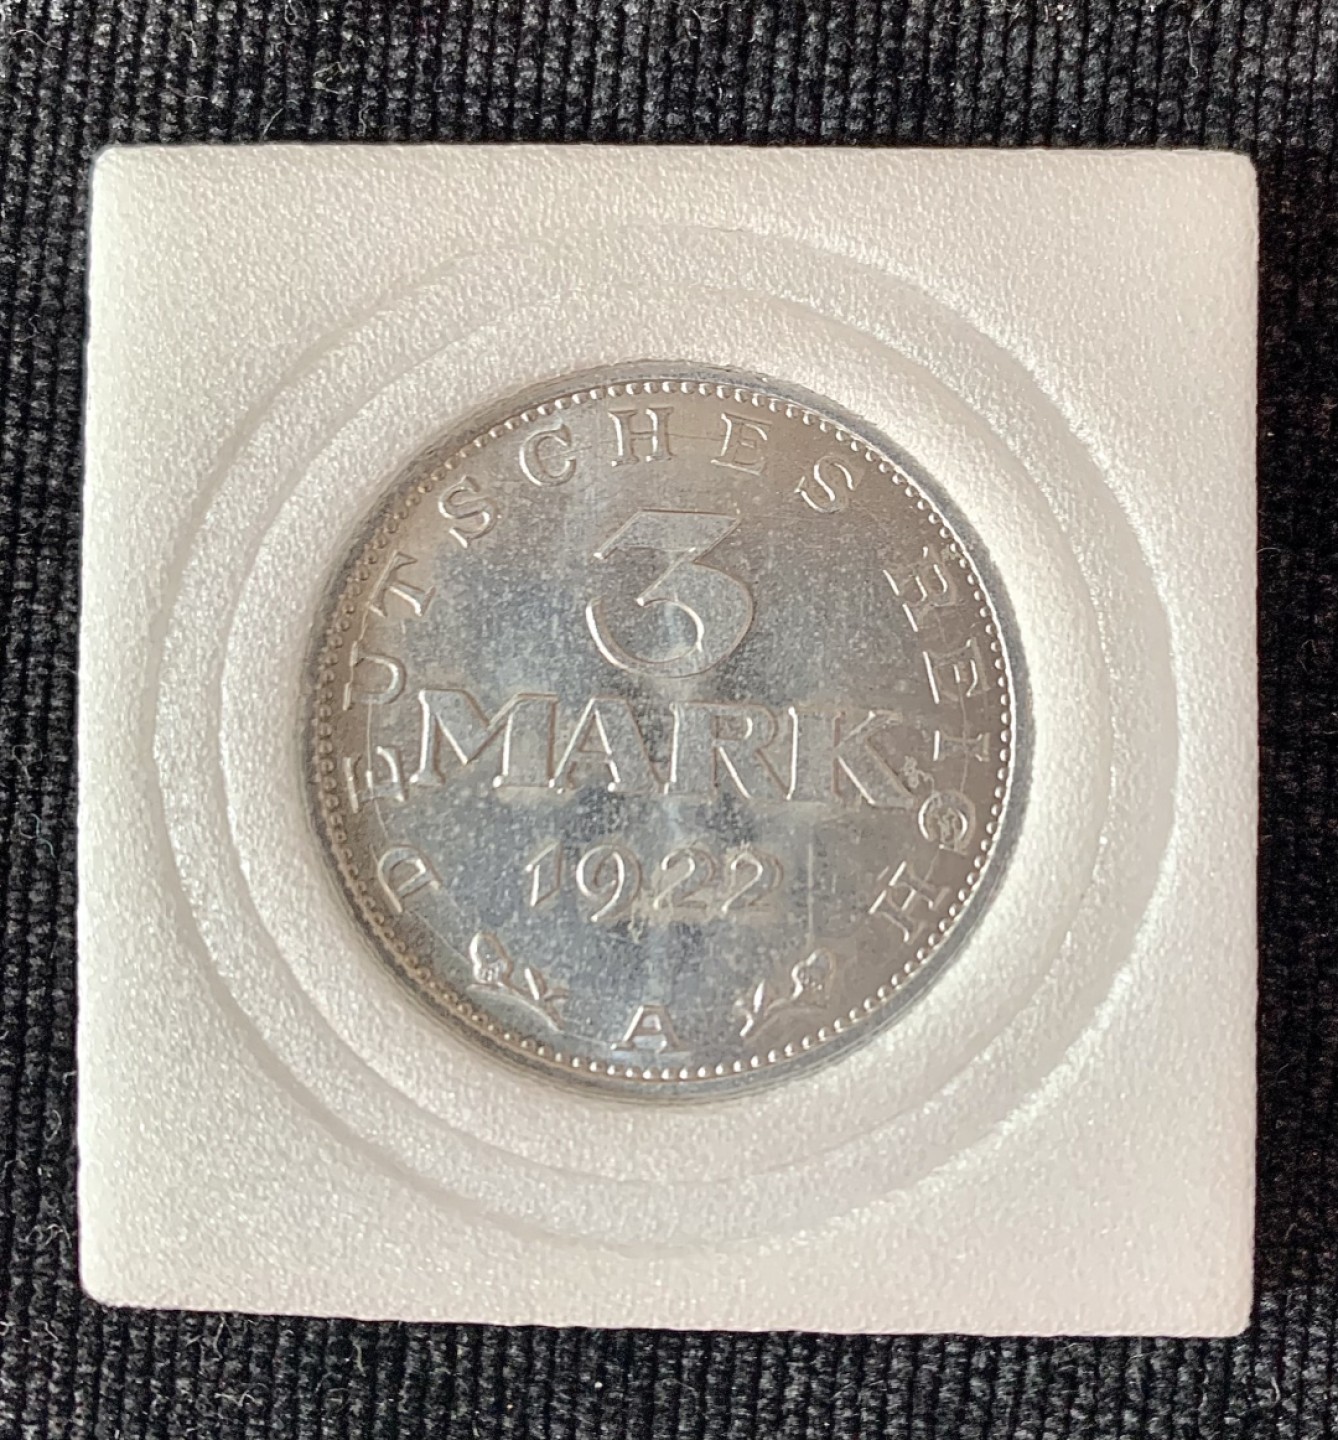 DEUTSCHES REICH
3
MARK
1922
A